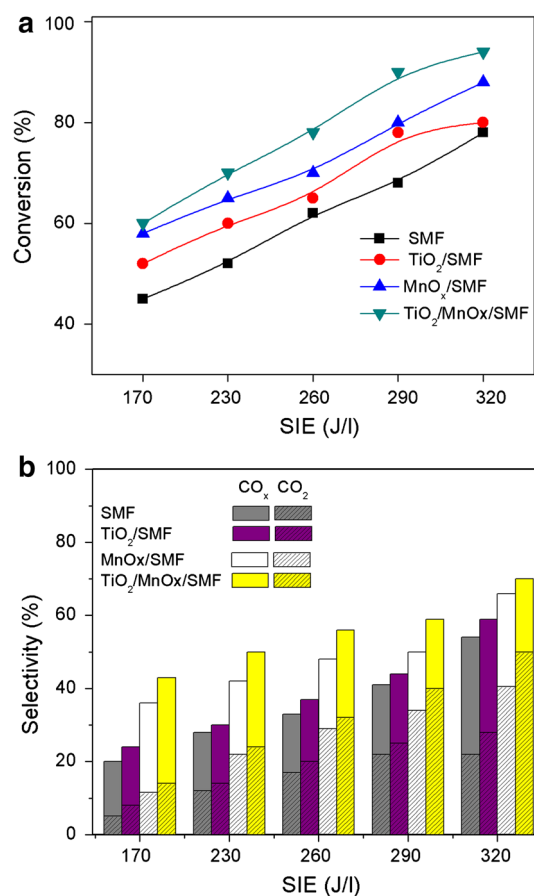 a
100
80
60
40
Conversion (%)
SMF
TiO₂/SMF
MnOₓ/SMF
TiO₂/MnOx/SMF
170 230 260 290 320
SIE (J/l)
b
100
80
60
40
20
0
Selectivity (%)
COₓ CO₂
SMF
TiO₂/SMF
MnOx/SMF
TiO₂/MnOx/SMF
170 230 260 290 320
SIE (J/l)